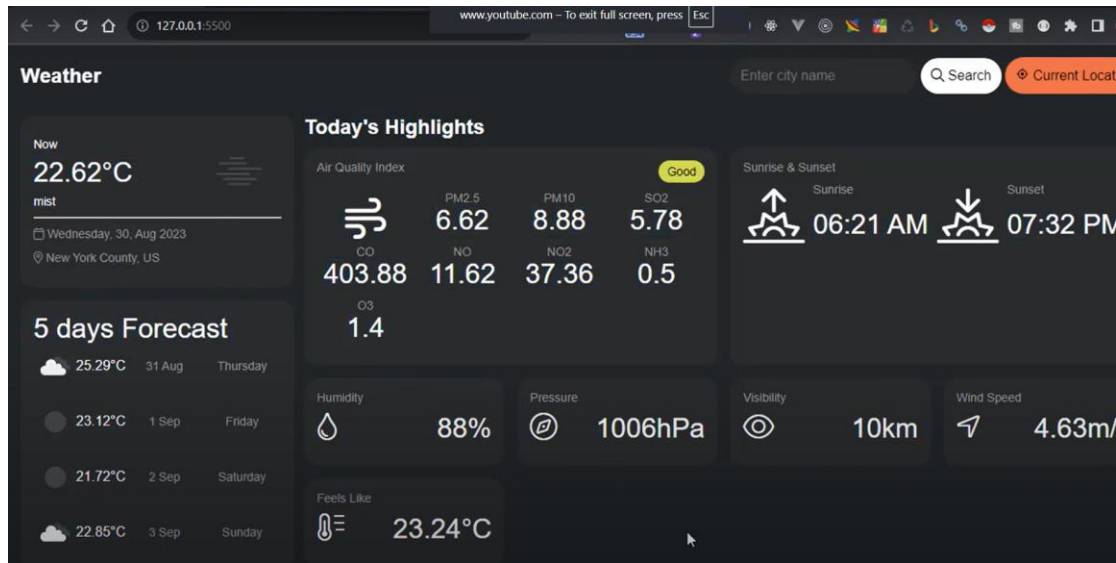 www.youtube.com – To exit full screen, press Esc
127.0.0.1:5500
Weather
Enter city name
Search
Current Locat
Now
22.62°C
mist
Wednesday, 30, Aug 2023
New York County, US
5 days Forecast
25.29°C 31 Aug Thursday
23.12°C 1 Sep Friday
21.72°C 2 Sep Saturday
22.85°C 3 Sep Sunday
Today's Highlights
Air Quality Index
Good
PM2.5 PM10 SO2
6.62 8.88 5.78
CO NO NO2 NH3
403.88 11.62 37.36 0.5
O3
1.4
Sunrise & Sunset
Sunrise Sunset
06:21 AM 07:32 PM
Humidity
88%
Pressure
1006hPa
Visibility
10km
Wind Speed
4.63m/
Feels Like
23.24°C